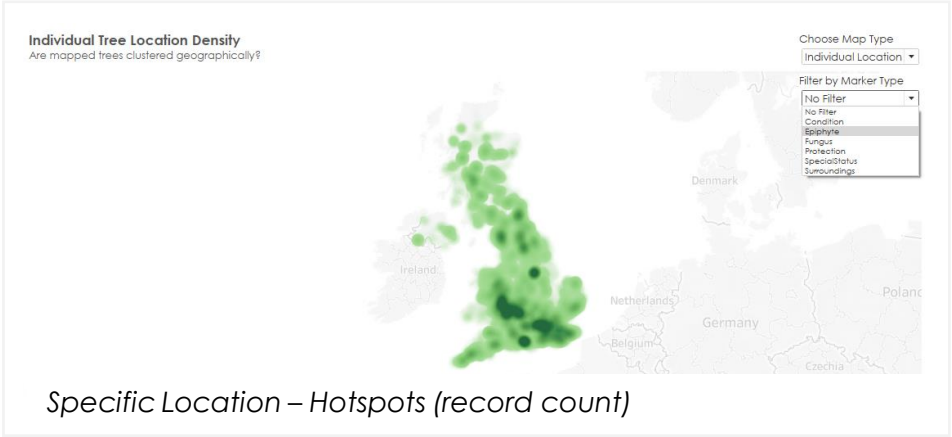 Individual Tree Location Density
Are mapped trees clustered geographically?
Choose Map Type
Individual Location
Filter by Marker Type
No Filter
No Filter
Condition
Epiphyte
Fungus
Protection
SpecialStatus
Surroundings
Denmark
Ireland
Netherlands
Poland
Germany
Belgium
Czechia
Specific Location – Hotspots (record count)